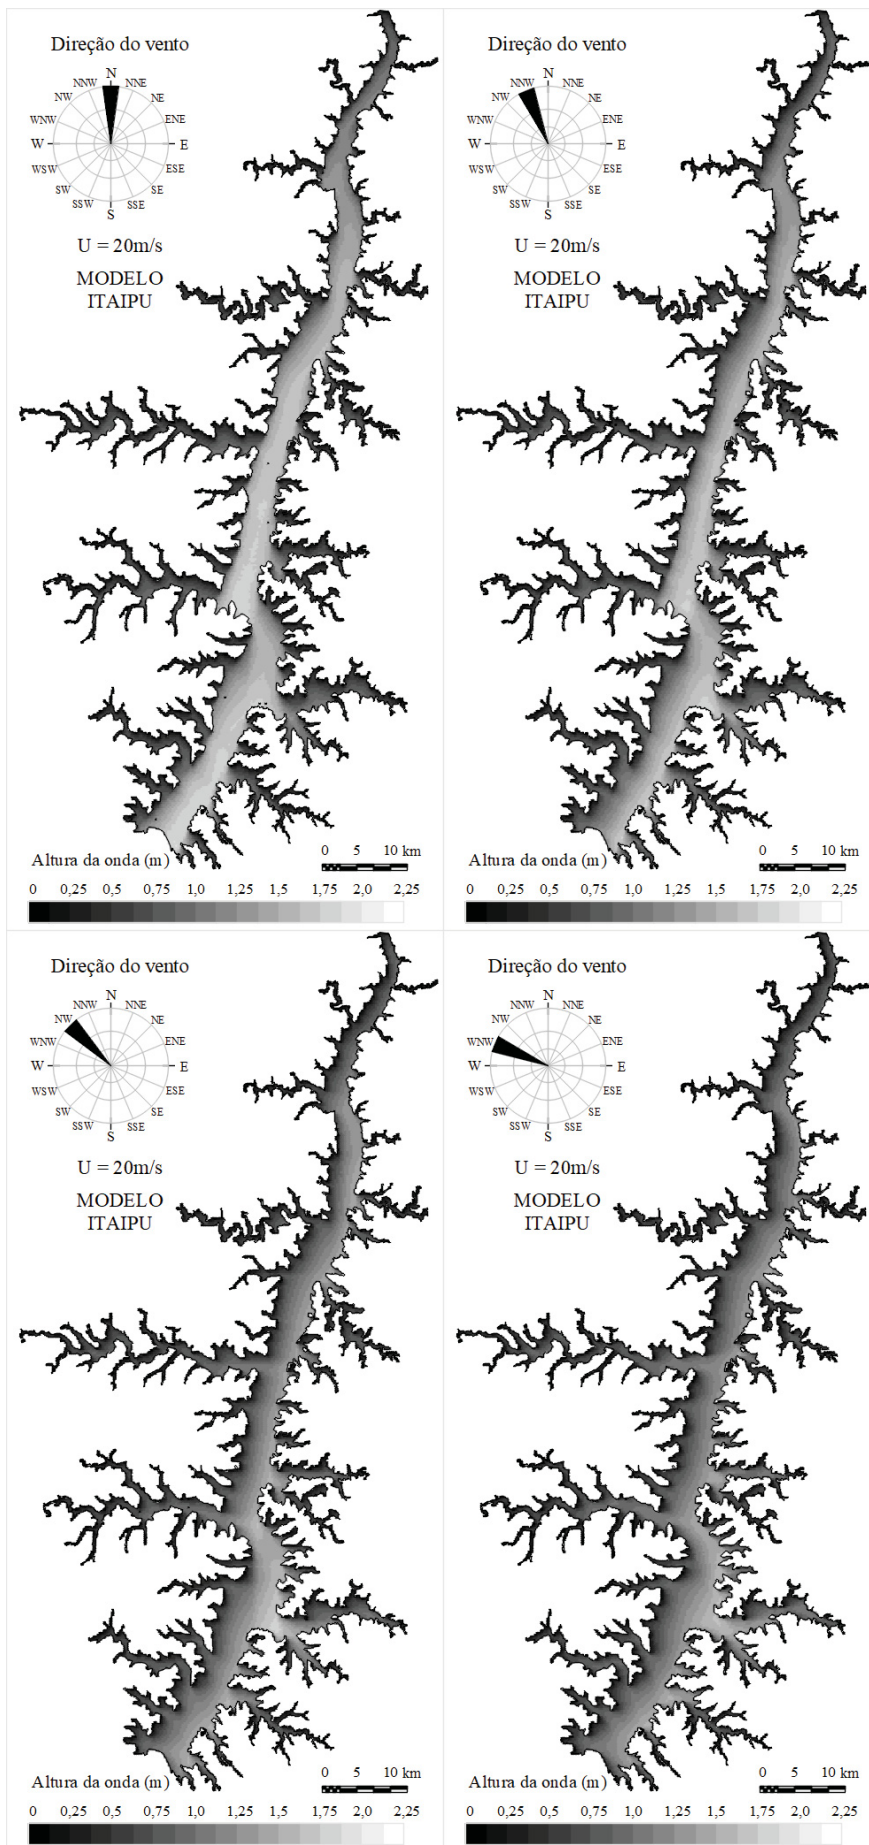 Direção do vento
N
NNW NNE
NW NE
WNW ENE
W E
WSW ESE
SW SE
SSW SSE
S
U = 20m/s
MODELO
ITAIPU
0 5 10 km
Altura da onda (m)
0 0,25 0,5 1,0 1,25 1,5 1,75 2,0 2,25
Direção do vento
N
NNW NNE
NW NE
WNW ENE
W E
WSW ESE
SW SE
SSW SSE
S
U = 20m/s
MODELO
ITAIPU
0 5 10 km
Altura da onda (m)
0 0,25 0,5 1,0 1,25 1,5 1,75 2,0 2,25
Direção do vento
N
NNW NNE
NW NE
WNW ENE
W E
WSW ESE
SW SE
SSW SSE
S
U = 20m/s
MODELO
ITAIPU
0 5 10 km
Altura da onda (m)
0 0,25 0,5 1,0 1,25 1,5 1,75 2,0 2,25
Direção do vento
N
NNW NNE
NW NE
WNW ENE
W E
WSW ESE
SW SE
SSW SSE
S
U = 20m/s
MODELO
ITAIPU
0 5 10 km
Altura da onda (m)
0 0,25 0,5 1,0 1,25 1,5 1,75 2,0 2,25